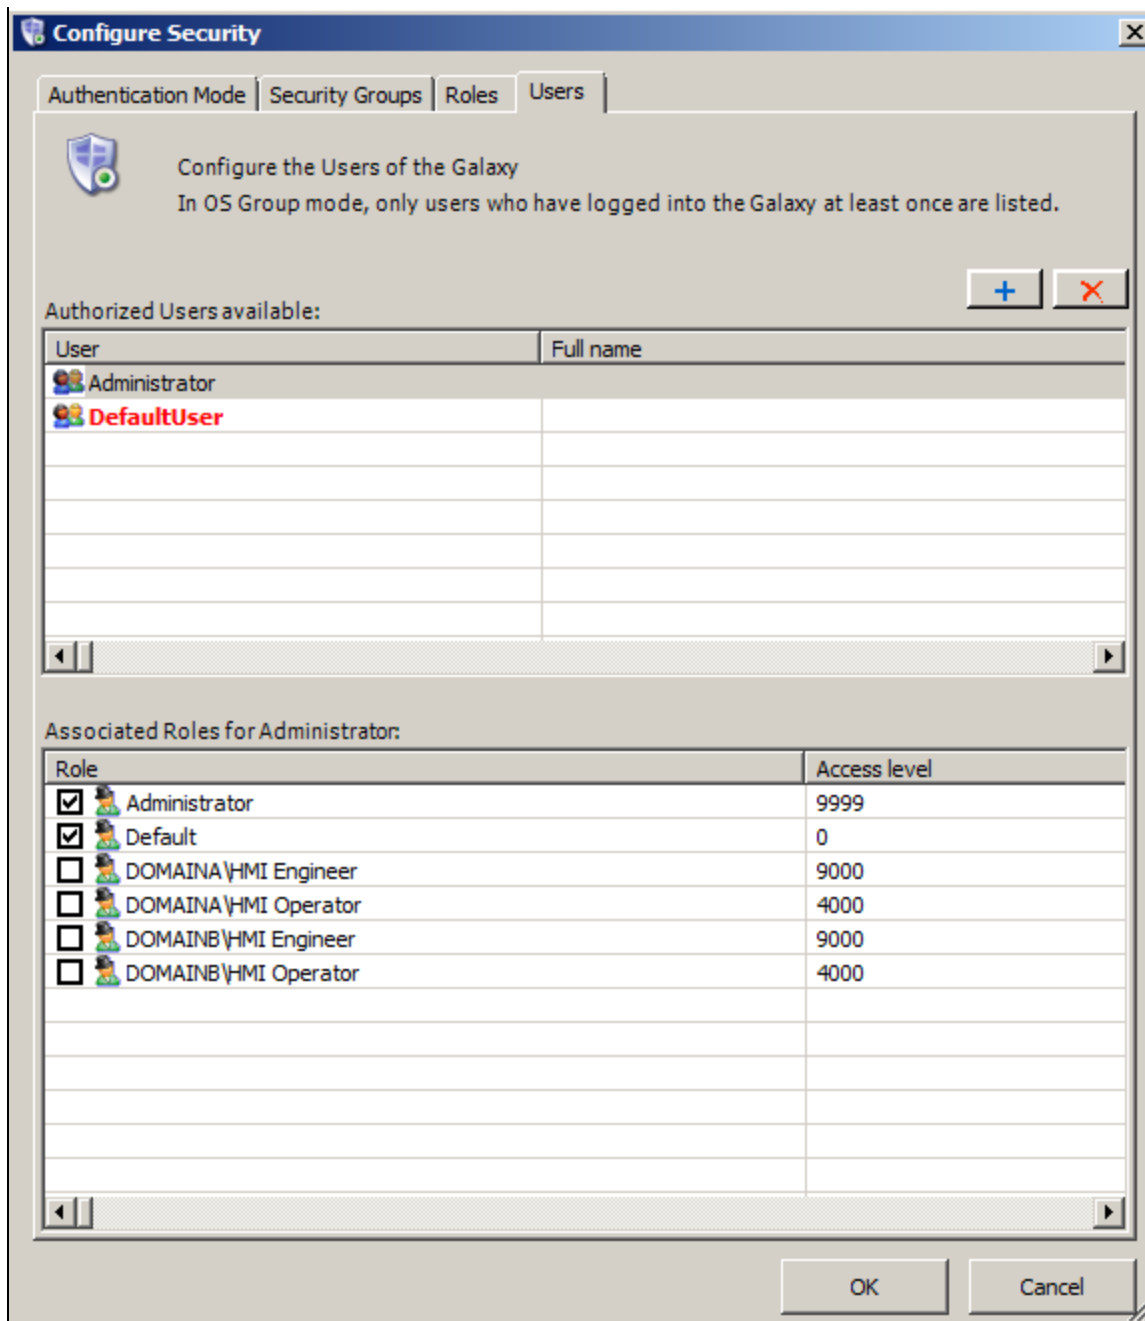 Configure Security
Authentication Mode Security Groups Roles Users
Configure the Users of the Galaxy
In OS Group mode, only users who have logged into the Galaxy at least once are listed.
Authorized Users available:
User Full name
Administrator
DefaultUser
Associated Roles for Administrator:
Role Access level
Administrator 9999
Default 0
DOMAINA\HMI Engineer 9000
DOMAINA\HMI Operator 4000
DOMAINB\HMI Engineer 9000
DOMAINB\HMI Operator 4000
OK Cancel